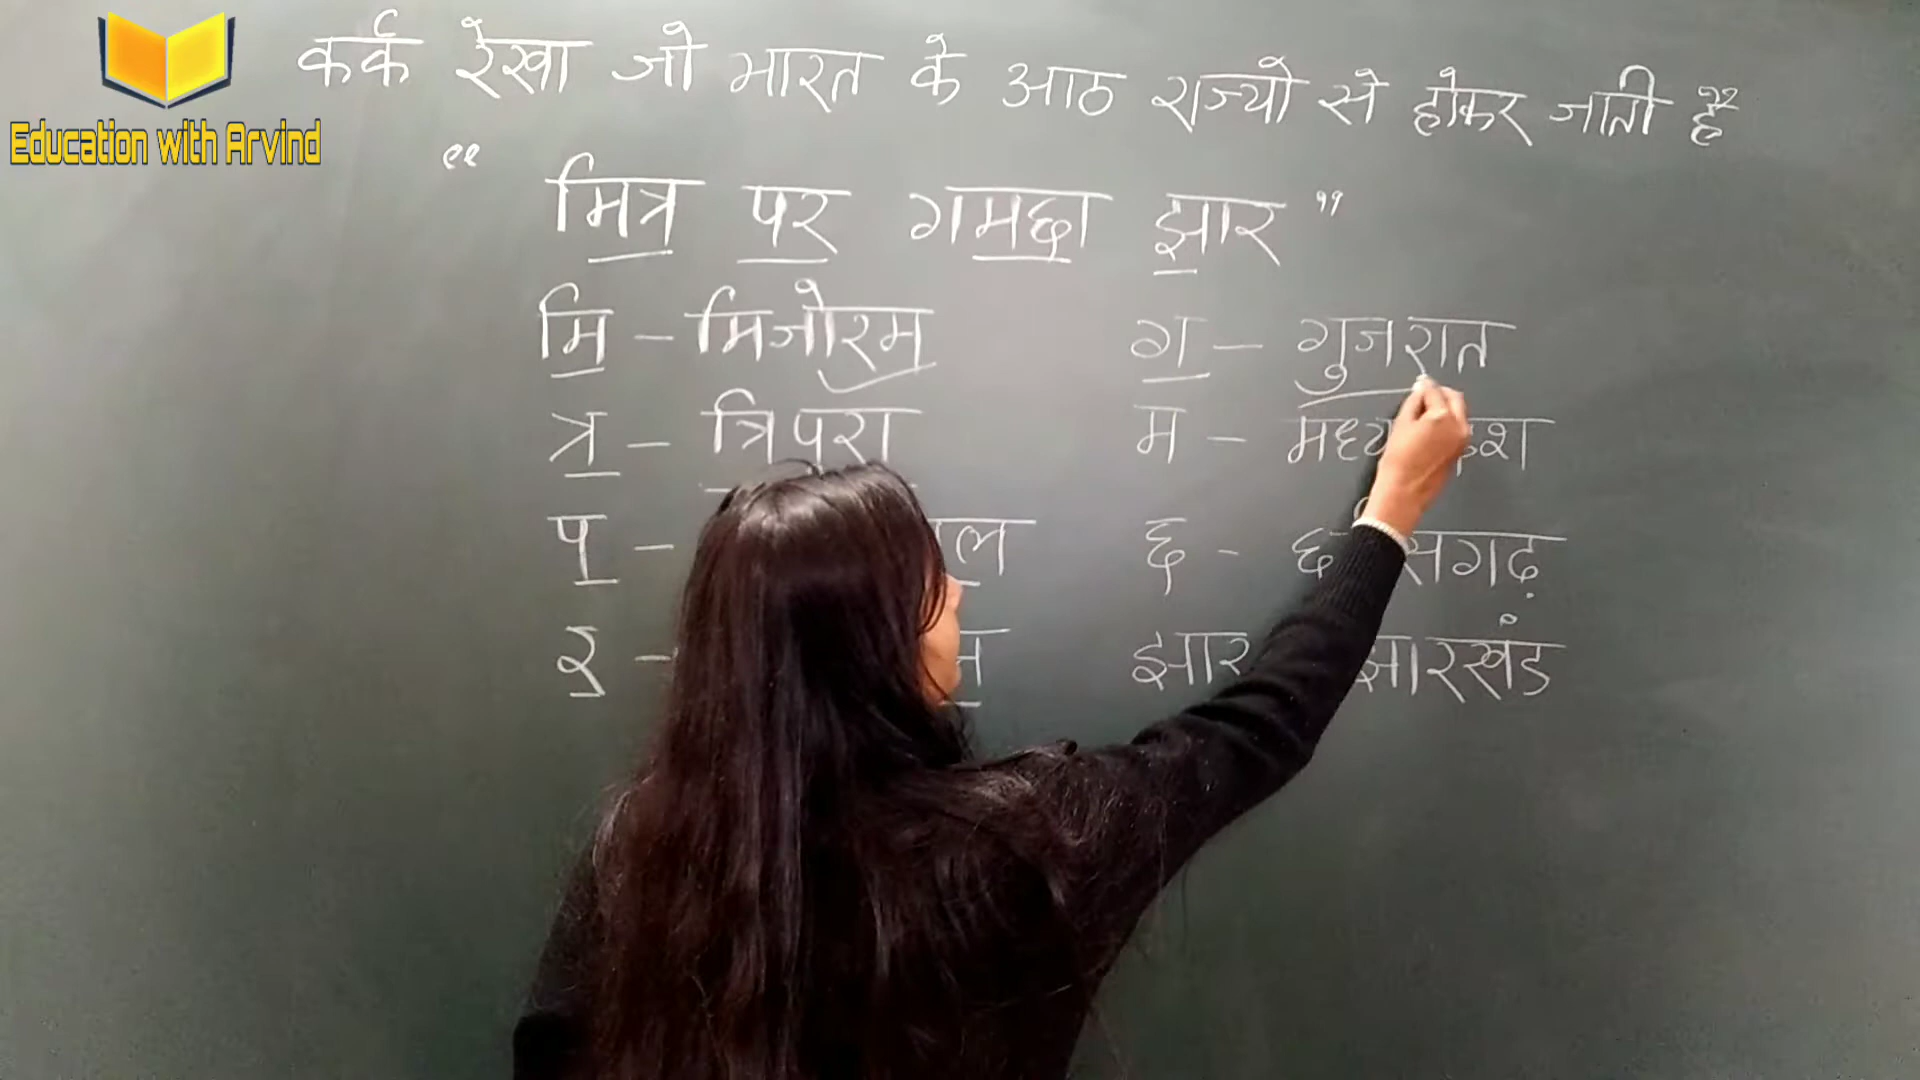 Education with Arvind
कर्क रेखा जो भारत के आठ राज्यो से होकर जाती है
“ मित्र पर गमछा झार ”
मि – मिजोरम
त्र – त्रिपुरा
प –
र –
ग – गुजरात
म – मध्य
छ - सगढ़
झार झारखंड